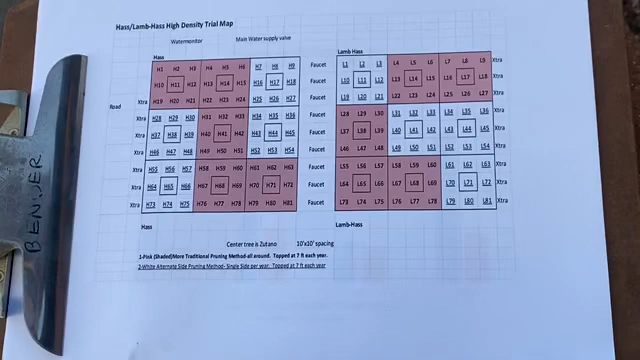 Hass/Lamb-Hass High Density Trial Map
Watermonitor Main Water supply valve
Hass Lamb Hass
H1 H2 H3 H4 H5 H6 H7 H8 H9 Faucet L1 L2 L3 L4 L5 L6 L7 L8 L9 Xtra
H10 H11 H12 H13 H14 H15 H16 H17 H18 Faucet L10 L11 L12 L13 L14 L15 L16 L17 L18 Xtra
Road Xtra H19 H20 H21 H22 H23 H24 H25 H26 H27 Faucet L19 L20 L21 L22 L23 L24 L25 L26 L27 Xtra
Xtra H28 H29 H30 H31 H32 H33 H34 H35 H36 Faucet L28 L29 L30 L31 L32 L33 L34 L35 L36 Xtra
Xtra H37 H38 H39 H40 H41 H42 H43 H44 H45 Faucet L37 L38 L39 L40 L41 L42 L43 L44 L45 Xtra
Xtra H46 H47 H48 H49 H50 H51 H52 H53 H54 Faucet L46 L47 L48 L49 L50 L51 L52 L53 L54 Xtra
Xtra H55 H56 H57 H58 H59 H60 H61 H62 H63 Faucet L55 L56 L57 L58 L59 L60 L61 L62 L63 Xtra
Xtra H64 H65 H66 H67 H68 H69 H70 H71 H72 Faucet L64 L65 L66 L67 L68 L69 L70 L71 L72 Xtra
Xtra H73 H74 H75 H76 H77 H78 H79 H80 H81 Faucet L73 L74 L75 L76 L77 L78 L79 L80 L81 Xtra
Hass Lamb-Hass
Center tree is Zutano 10'x10' spacing
1-Pink (Shaded)More Traditional Pruning Method-all around. Topped at 7 ft each year.
2-White Alternate Side Pruning Method- Single Side per year. Topped at 7 ft each year
BENDER